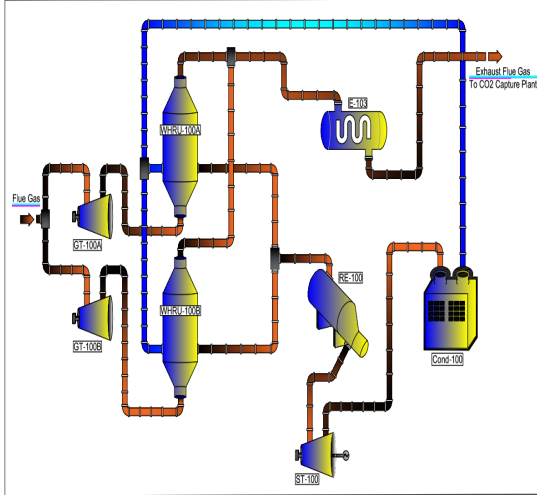 E-103
Exhaust Flue Gas
To CO2 Capture Plant
WHRU-100A
Flue Gas
GT-100A
RE-100
WHRU-100B
GT-100B
Cond-100
ST-100